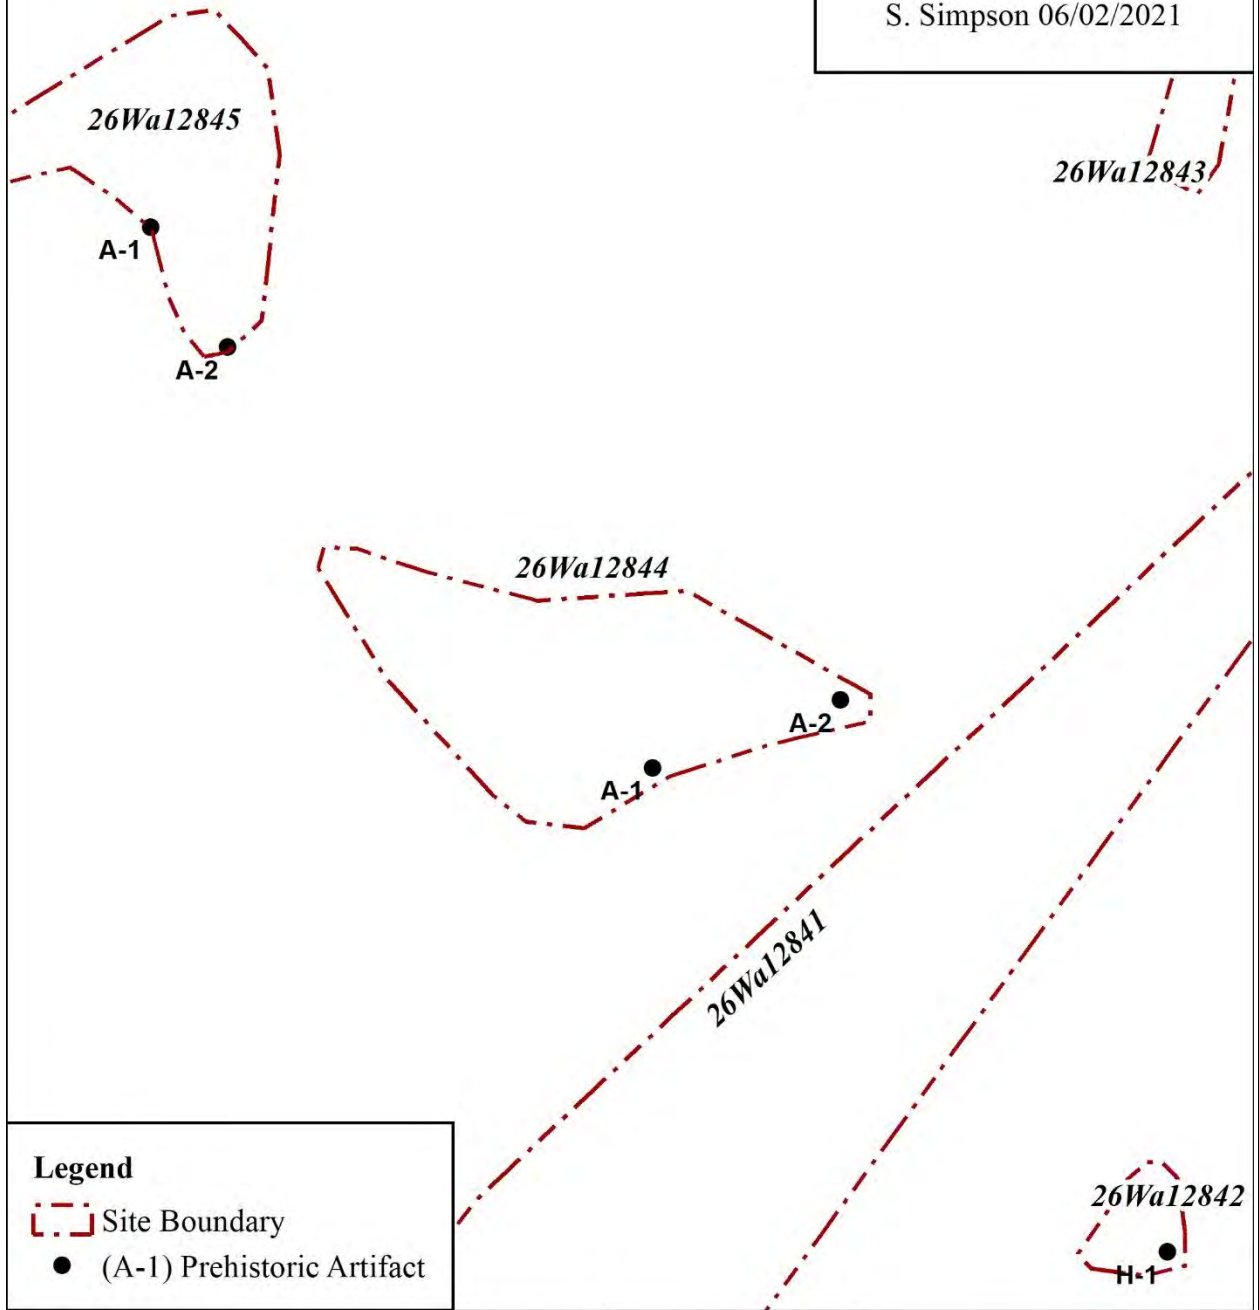 S. Simpson 06/02/2021
26Wa12845
26Wa12843
A-1
A-2
26Wa12844
A-2
A-1
26Wa12841
Legend
Site Boundary
(A-1) Prehistoric Artifact
26Wa12842
H-1